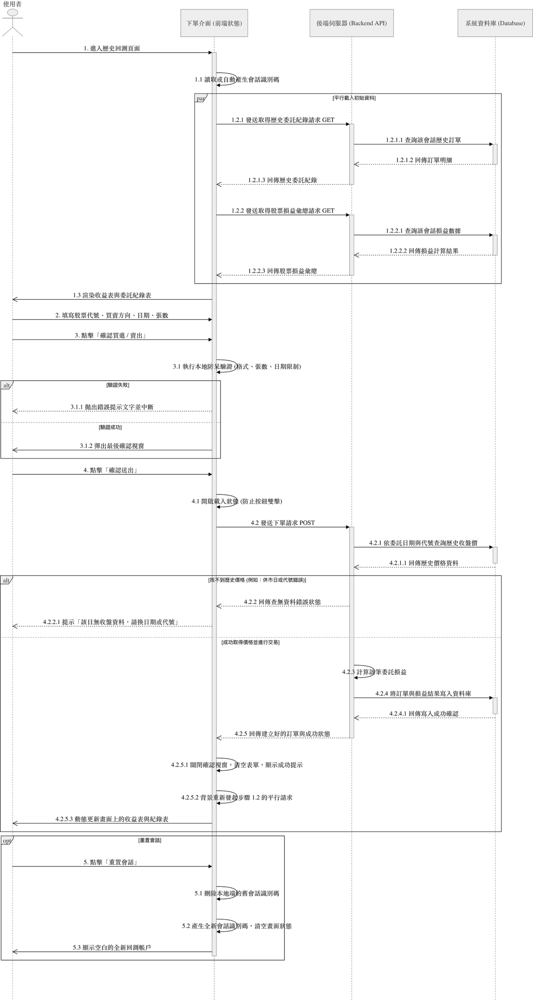 使用者
下單介面 (前端狀態)
後端伺服器 (Backend API)
系統資料庫 (Database)
1. 進入歷史回測頁面
1.1 讀取或自動產生會話識別碼
par
[平行載入初始資料]
1.2.1 發送取得歷史委託紀錄請求 GET
1.2.1.1 查詢該會話歷史訂單
1.2.1.2 回傳訂單明細
1.2.1.3 回傳歷史委託紀錄
1.2.2 發送取得股票損益彙總請求 GET
1.2.2.1 查詢該會話損益數據
1.2.2.2 回傳損益計算結果
1.2.2.3 回傳股票損益彙總
1.3 渲染收益表與委託紀錄表
2. 填寫股票代號、買賣方向、日期、張數
3. 點擊「確認買進 / 賣出」
3.1 執行本地防呆驗證 (格式、張數、日期限制)
alt
[驗證失敗]
3.1.1 拋出錯誤提示文字並中斷
[驗證成功]
3.1.2 彈出最後確認視窗
4. 點擊「確認送出」
4.1 開啟載入狀態 (防止按鈕雙擊)
4.2 發送下單請求 POST
4.2.1 依委託日期與代號查詢歷史收盤價
4.2.1.1 回傳歷史價格資料
alt
[找不到歷史價格 (例如：休市日或代號錯誤)]
4.2.2 回傳查無資料錯誤狀態
4.2.2.1 提示「該日無收盤資料，請換日期或代號」
[成功取得價格並進行交易]
4.2.3 計算該筆委託損益
4.2.4 將訂單與損益結果寫入資料庫
4.2.4.1 回傳寫入成功確認
4.2.5 回傳建立好的訂單與成功狀態
4.2.5.1 關閉確認視窗，清空表單，顯示成功提示
4.2.5.2 背景重新發起步驟 1.2 的平行請求
4.2.5.3 動態更新畫面上的收益表與紀錄表
opt
[重置會話]
5. 點擊「重置會話」
5.1 刪除本地端的舊會話識別碼
5.2 產生全新會話識別碼，清空畫面狀態
5.3 顯示空白的全新回測帳戶